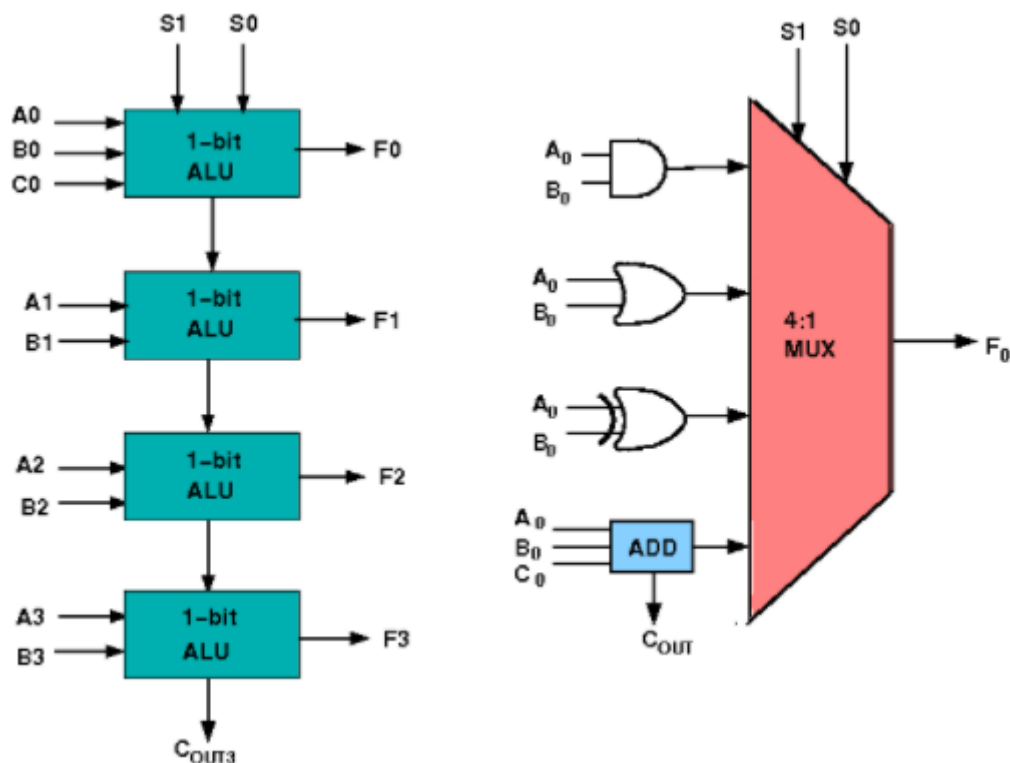 S1 S0
A0
B0
C0
1-bit
ALU
F0
A1
B1
1-bit
ALU
F1
A2
B2
1-bit
ALU
F2
A3
B3
1-bit
ALU
F3
COUT3
S1 S0
A0
B0
A0
B0
A0
B0
A0
B0
C0
ADD
COUT
4:1
MUX
F0